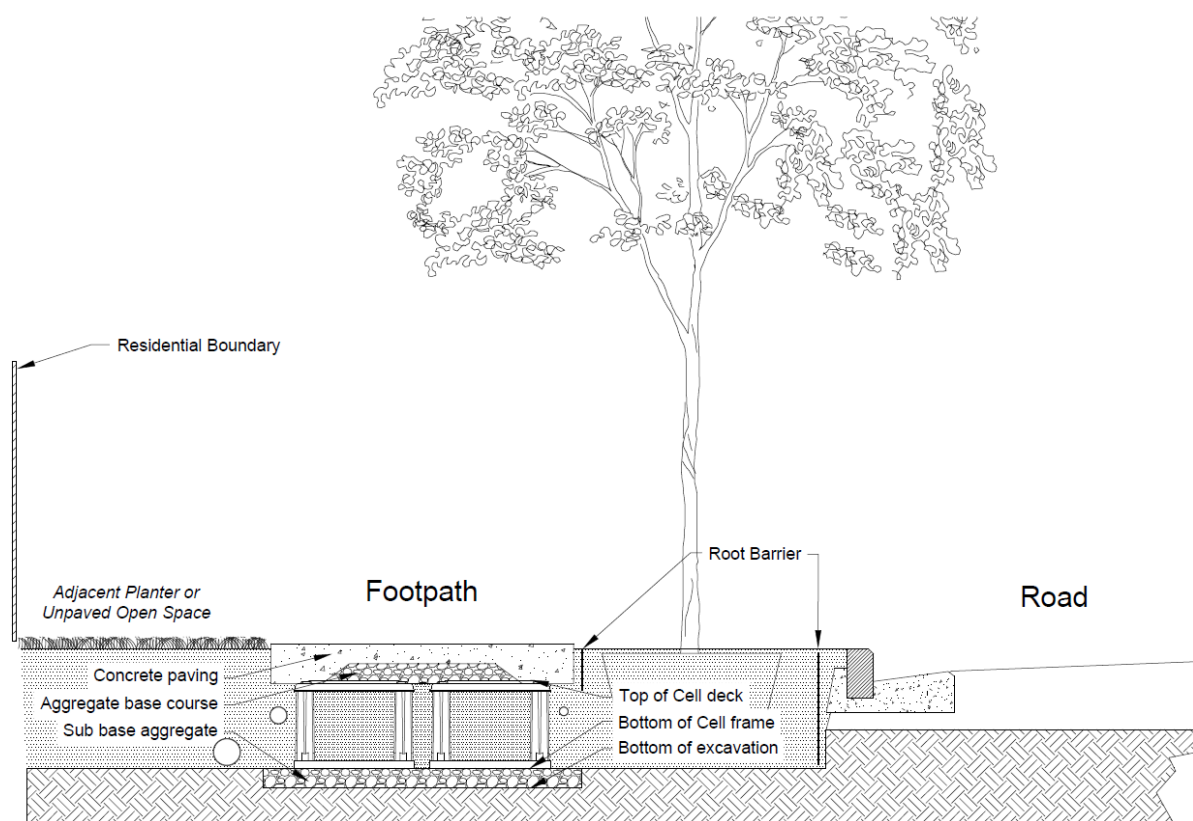 Residential Boundary
Root Barrier
Adjacent Planter or
Unpaved Open Space
Footpath
Road
Concrete paving
Aggregate base course
Sub base aggregate
Top of Cell deck
Bottom of Cell frame
Bottom of excavation